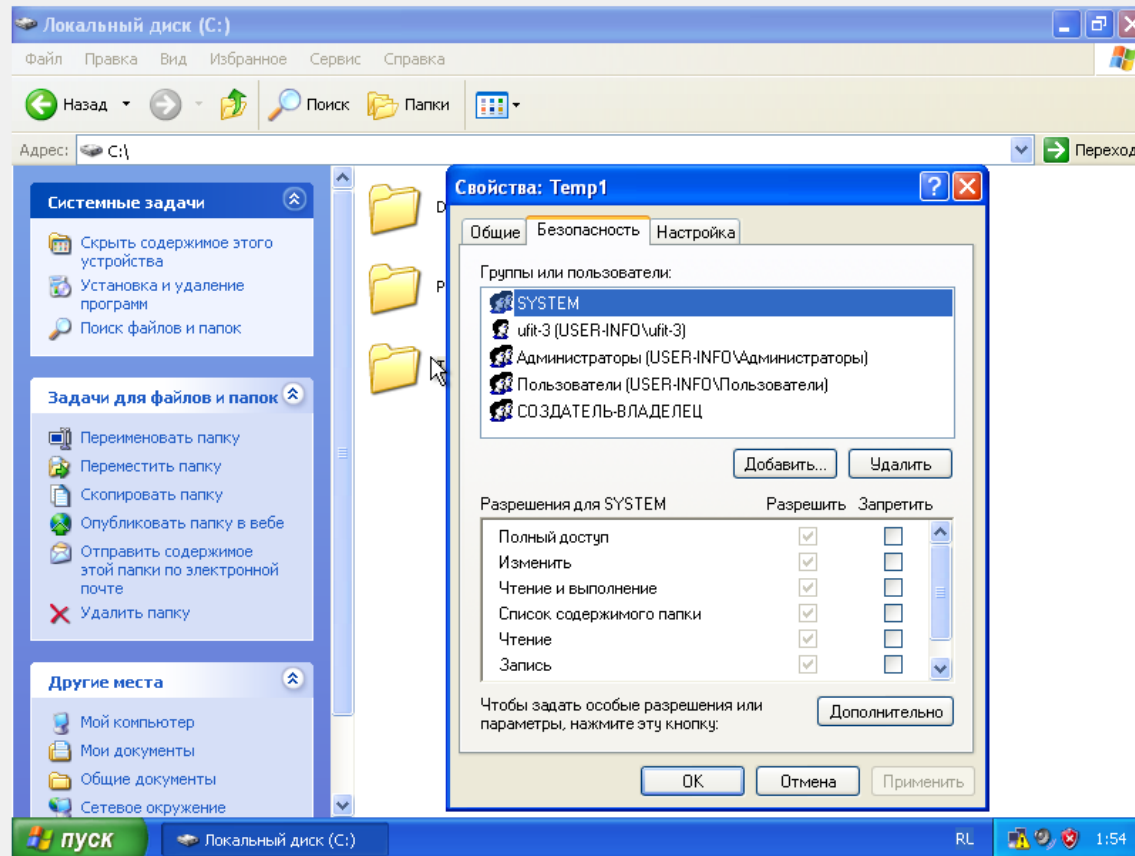 Локальный диск (C:)
Файл Правка Вид Избранное Сервис Справка
Назад Поиск Папки
Адрес: C:\ Переход
Системные задачи
Скрыть содержимое этого
устройства
Установка и удаление
программ
Поиск файлов и папок
Задачи для файлов и папок
Переименовать папку
Переместить папку
Скопировать папку
Опубликовать папку в вебе
Отправить содержимое
этой папки по электронной
почте
Удалить папку
Другие места
Мой компьютер
Мои документы
Общие документы
Сетевое окружение
Свойства: Temp1
Общие Безопасность Настройка
Группы или пользователи:
SYSTEM
ufit-3 (USER-INFO\ufit-3)
Администраторы (USER-INFO\Администраторы)
Пользователи (USER-INFO\Пользователи)
СОЗДАТЕЛЬ-ВЛАДЕЛЕЦ
Добавить... Удалить
Разрешения для SYSTEM Разрешить Запретить
Полный доступ
Изменить
Чтение и выполнение
Список содержимого папки
Чтение
Запись
Чтобы задать особые разрешения или
параметры, нажмите эту кнопку:
Дополнительно
OK Отмена Применить
пуск Локальный диск (C:) RL 1:54